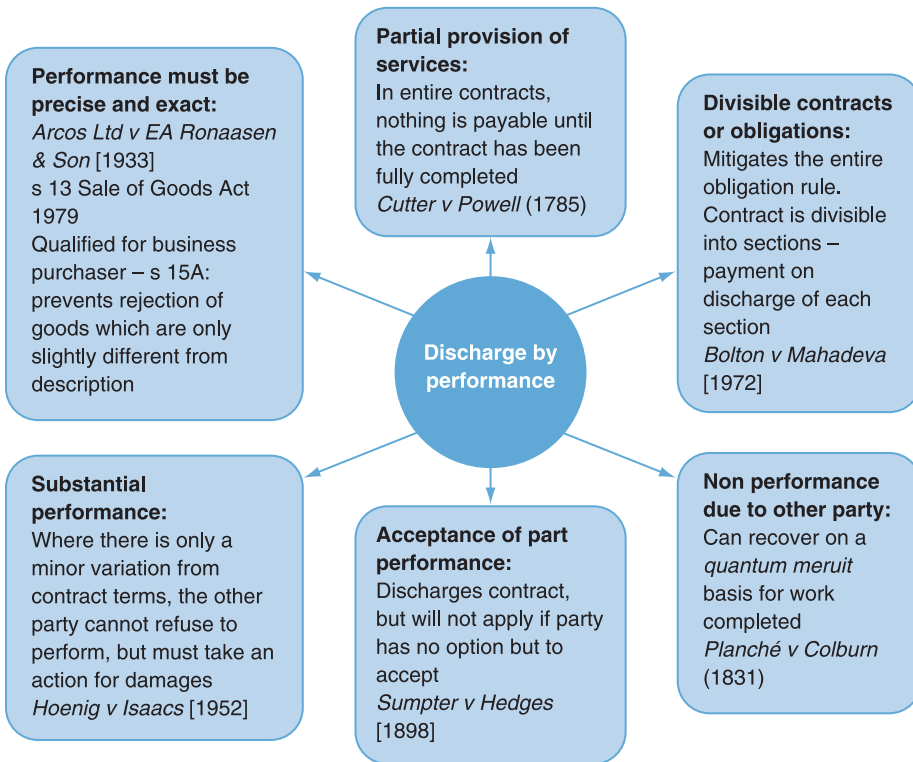 Performance must be
precise and exact:
Arcos Ltd v EA Ronaasen
& Son [1933]
s 13 Sale of Goods Act
1979
Qualified for business
purchaser – s 15A:
prevents rejection of
goods which are only
slightly different from
description
Partial provision of
services:
In entire contracts,
nothing is payable until
the contract has been
fully completed
Cutter v Powell (1785)
Divisible contracts
or obligations:
Mitigates the entire
obligation rule.
Contract is divisible
into sections –
payment on
discharge of each
section
Bolton v Mahadeva
[1972]
Discharge by
performance
Substantial
performance:
Where there is only a
minor variation from
contract terms, the other
party cannot refuse to
perform, but must take an
action for damages
Hoenig v Isaacs [1952]
Acceptance of part
performance:
Discharges contract,
but will not apply if party
has no option but to
accept
Sumpter v Hedges
[1898]
Non performance
due to other party:
Can recover on a
quantum meruit
basis for work
completed
Planché v Colburn
(1831)